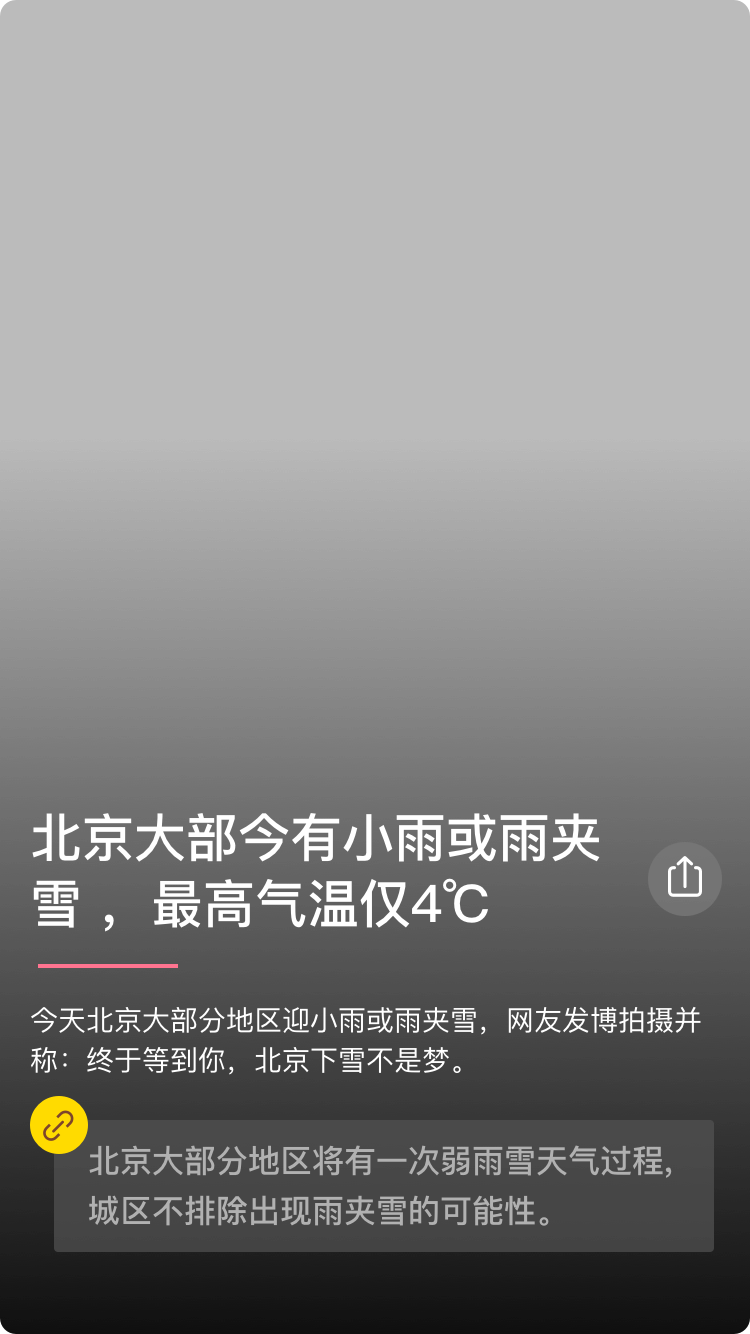 北京大部今有小雨或雨夹
雪 ，最高气温仅4℃
今天北京大部分地区迎小雨或雨夹雪，网友发博拍摄并
称：终于等到你，北京下雪不是梦。
北京大部分地区将有一次弱雨雪天气过程,
城区不排除出现雨夹雪的可能性。